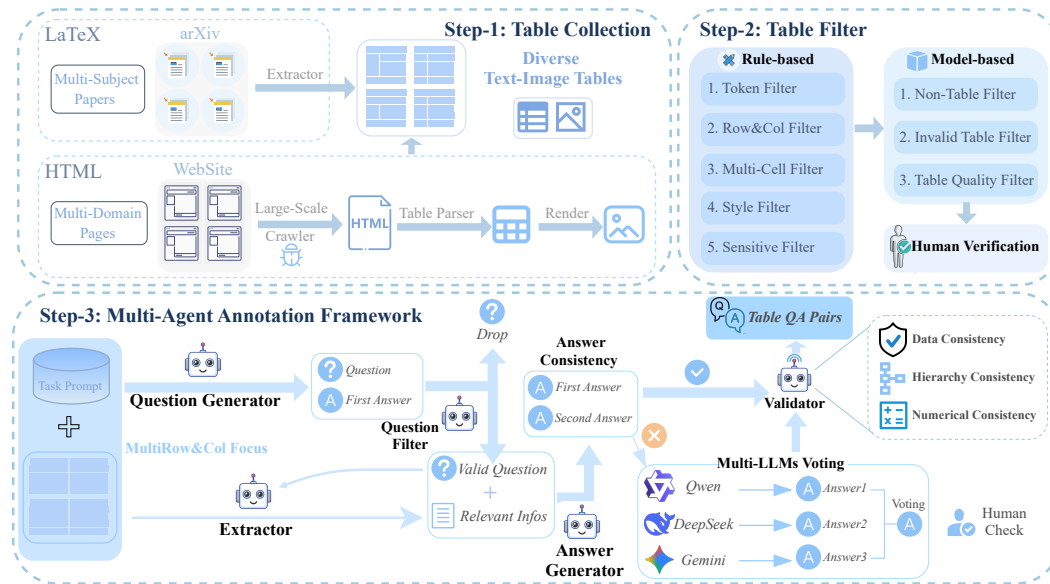 Step-1: Table Collection
LaTeX
arXiv
Multi-Subject
Papers
Extractor
Diverse
Text-Image Tables
HTML
WebSite
Multi-Domain
Pages
Large-Scale
Crawler
HTML
Table Parser
Render
Step-2: Table Filter
Rule-based
1. Token Filter
2. Row&Col Filter
3. Multi-Cell Filter
4. Style Filter
5. Sensitive Filter
Model-based
1. Non-Table Filter
2. Invalid Table Filter
3. Table Quality Filter
Human Verification
Step-3: Multi-Agent Annotation Framework
Task Prompt
Question Generator
? Question
A First Answer
MultiRow&Col Focus
Extractor
? 
Drop
Question
Filter
? Valid Question
+
Relevant Infos
Answer
Consistency
A First Answer
A Second Answer
Answer
Generator
Q
A
Table QA Pairs
Validator
Data Consistency
Hierarchy Consistency
Numerical Consistency
Multi-LLMs Voting
Qwen
A Answer1
DeepSeek
A Answer2
Gemini
A Answer3
Voting
A
Human
Check